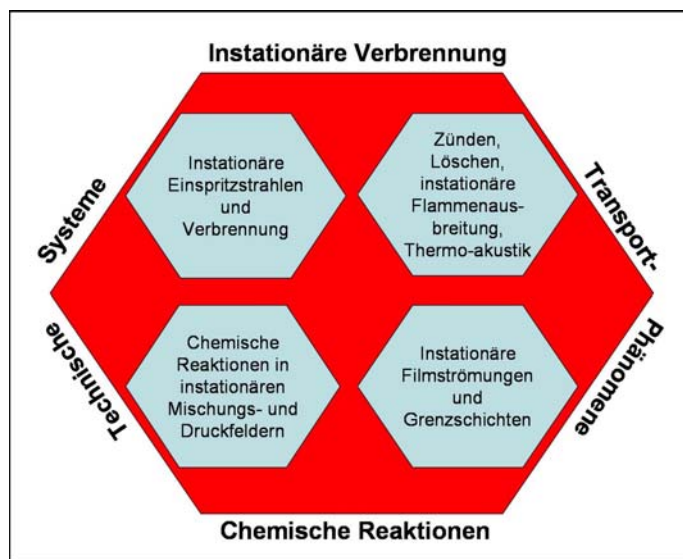 Instationäre Verbrennung
Systeme
Technische
Instationäre
Einspritzstrahlen
und
Verbrennung
Zünden,
Löschen,
instationäre
Flammenaus-
breitung,
Thermo-akustik
Transport-
Phänomene
Chemische
Reaktionen in
instationären
Mischungs- und
Druckfeldern
Instationäre
Filmströmungen
und
Grenzschichten
Chemische Reaktionen